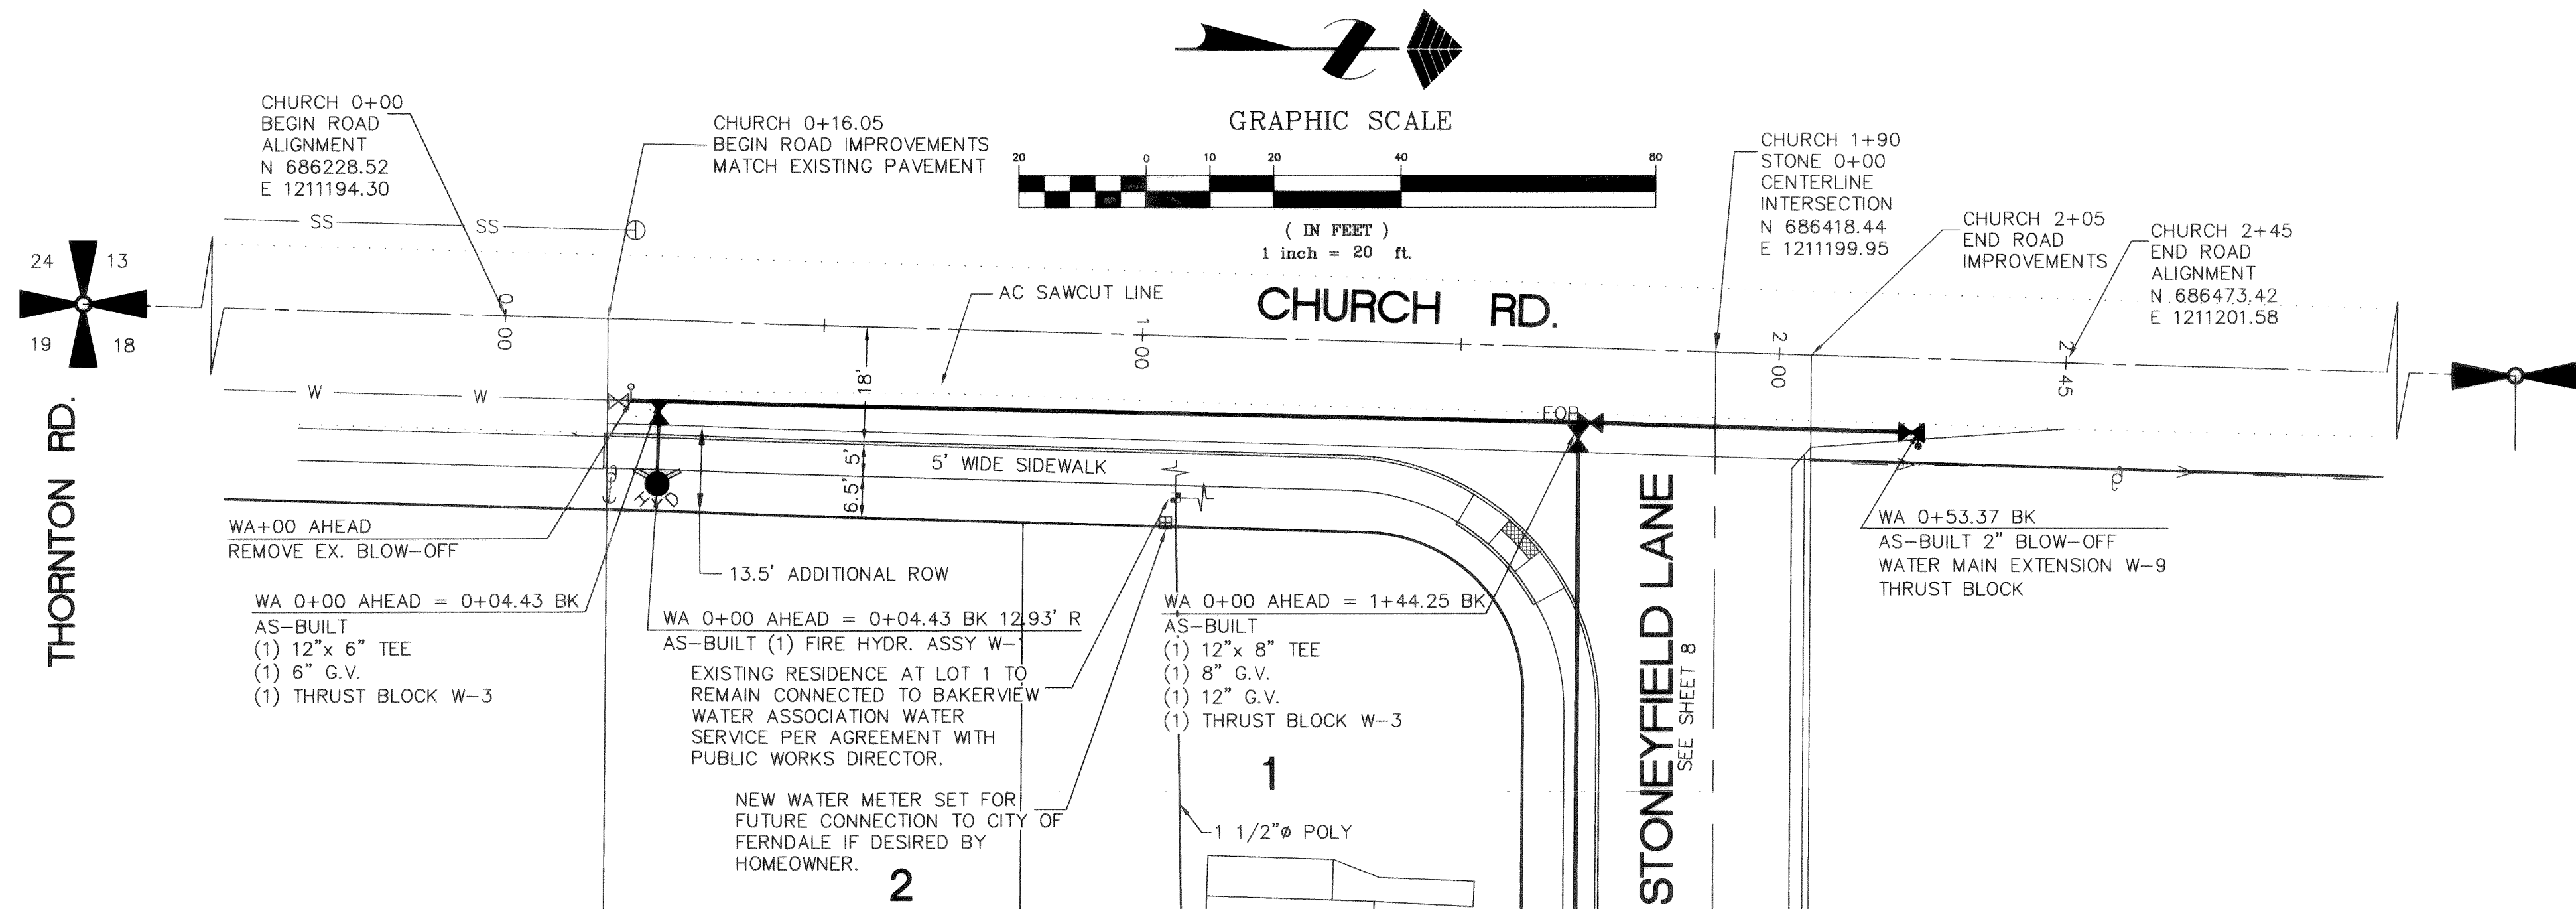 GRAPHIC SCALE
20 0 10 20 40 80
( IN FEET )
1 inch = 20 ft.
CHURCH 0+00
BEGIN ROAD
ALIGNMENT
N 686228.52
E 1211194.30
CHURCH 0+16.05
BEGIN ROAD IMPROVEMENTS
MATCH EXISTING PAVEMENT
CHURCH 1+90
STONE 0+00
CENTERLINE
INTERSECTION
N 686418.44
E 1211199.95
CHURCH 2+05
END ROAD
IMPROVEMENTS
CHURCH 2+45
END ROAD
ALIGNMENT
N 686473.42
E 1211201.58
SS SS
24 13
19 18
THORNTON RD.
AC SAWCUT LINE
CHURCH RD.
0
00
1
00
2
00
2
45
W W
18'
5'
6.5'
5' WIDE SIDEWALK
EOP
HYD
WA+00 AHEAD
REMOVE EX. BLOW-OFF
13.5' ADDITIONAL ROW
WA 0+00 AHEAD = 0+04.43 BK
AS-BUILT
(1) 12"x 6" TEE
(1) 6" G.V.
(1) THRUST BLOCK W-3
WA 0+00 AHEAD = 0+04.43 BK 12.93' R
AS-BUILT (1) FIRE HYDR. ASSY W-1
EXISTING RESIDENCE AT LOT 1 TO
REMAIN CONNECTED TO BAKERVIEW
WATER ASSOCIATION WATER
SERVICE PER AGREEMENT WITH
PUBLIC WORKS DIRECTOR.
NEW WATER METER SET FOR
FUTURE CONNECTION TO CITY OF
FERNDALE IF DESIRED BY
HOMEOWNER.
2
WA 0+00 AHEAD = 1+44.25 BK
AS-BUILT
(1) 12"x 8" TEE
(1) 8" G.V.
(1) 12" G.V.
(1) THRUST BLOCK W-3
1
1 1/2"ø POLY
STONEYFIELD LANE
SEE SHEET 8
WA 0+53.37 BK
AS-BUILT 2" BLOW-OFF
WATER MAIN EXTENSION W-9
THRUST BLOCK